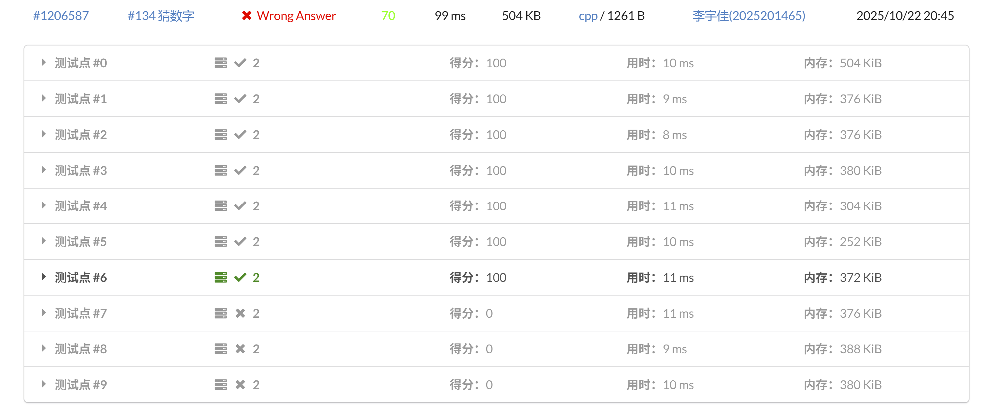 #1206587 #134 猜数字 Wrong Answer 70 99 ms 504 KB cpp / 1261 B 李宇佳(2025201465) 2025/10/22 20:45
测试点 #0 2 得分：100 用时：10 ms 内存：504 KiB
测试点 #1 2 得分：100 用时：9 ms 内存：376 KiB
测试点 #2 2 得分：100 用时：8 ms 内存：376 KiB
测试点 #3 2 得分：100 用时：10 ms 内存：380 KiB
测试点 #4 2 得分：100 用时：11 ms 内存：304 KiB
测试点 #5 2 得分：100 用时：10 ms 内存：252 KiB
测试点 #6 2 得分：100 用时：11 ms 内存：372 KiB
测试点 #7 2 得分：0 用时：11 ms 内存：376 KiB
测试点 #8 2 得分：0 用时：9 ms 内存：388 KiB
测试点 #9 2 得分：0 用时：10 ms 内存：380 KiB